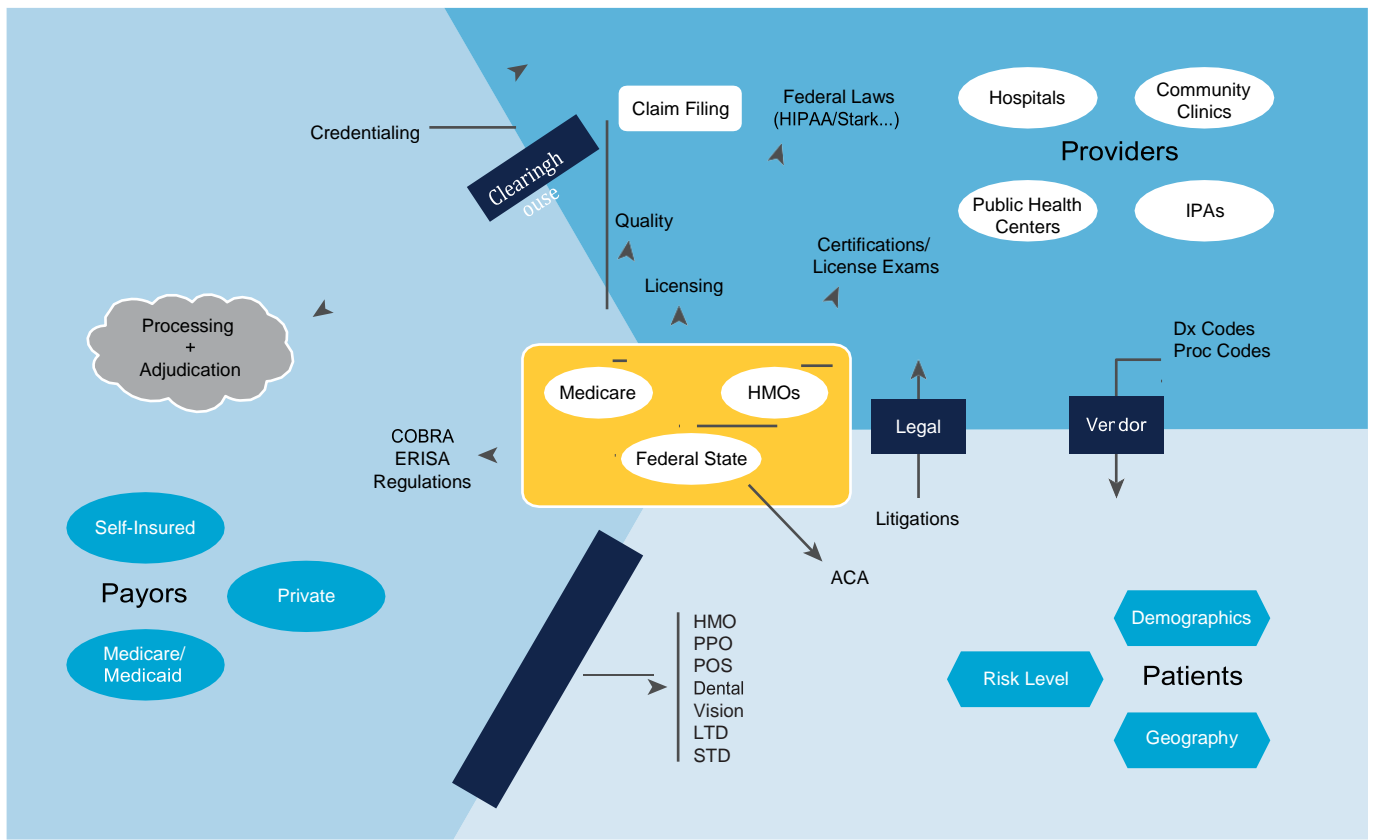 Credentialing
Clearingh
ouse
Claim Filing
Federal Laws
(HIPAA/Stark...)
Hospitals
Community
Clinics
Providers
Public Health
Centers
IPAs
Quality
Licensing
Certifications/
License Exams
Dx Codes
Proc Codes
Processing
+
Adjudication
Medicare
HMOs
Federal State
Legal
Ver dor
COBRA
ERISA
Regulations
Litigations
ACA
Self-Insured
Payors
Private
Medicare/
Medicaid
HMO
PPO
POS
Dental
Vision
LTD
STD
Demographics
Risk Level
Patients
Geography